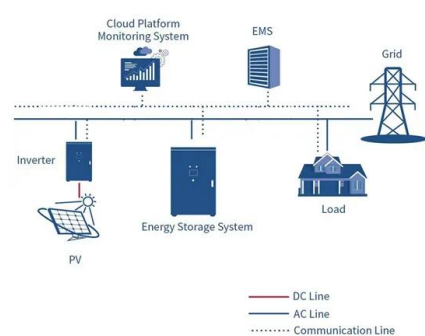 Cloud Platform
Monitoring System
EMS
Grid
Inverter
Energy Storage System
Load
PV
DC Line
AC Line
Communication Line